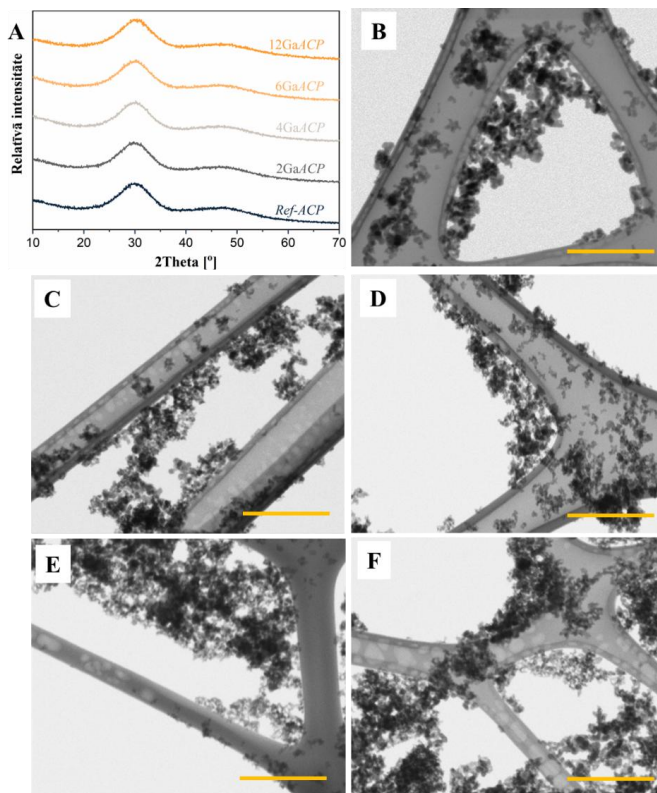 A
Relatīvā intensitāte
12GaACP
6GaACP
4GaACP
2GaACP
Ref-ACP
10 20 30 40 50 60 70
2Theta [°]
B
C
D
E
F